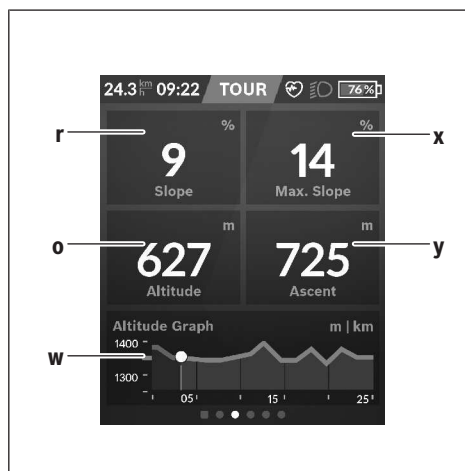 24.3 km/h 09:22 TOUR 76%
r % % x
9 14
Slope Max. Slope
o m m y
627 725
Altitude Ascent
Altitude Graph m | km
w 1400
1300
05' ' 15' ' 25'